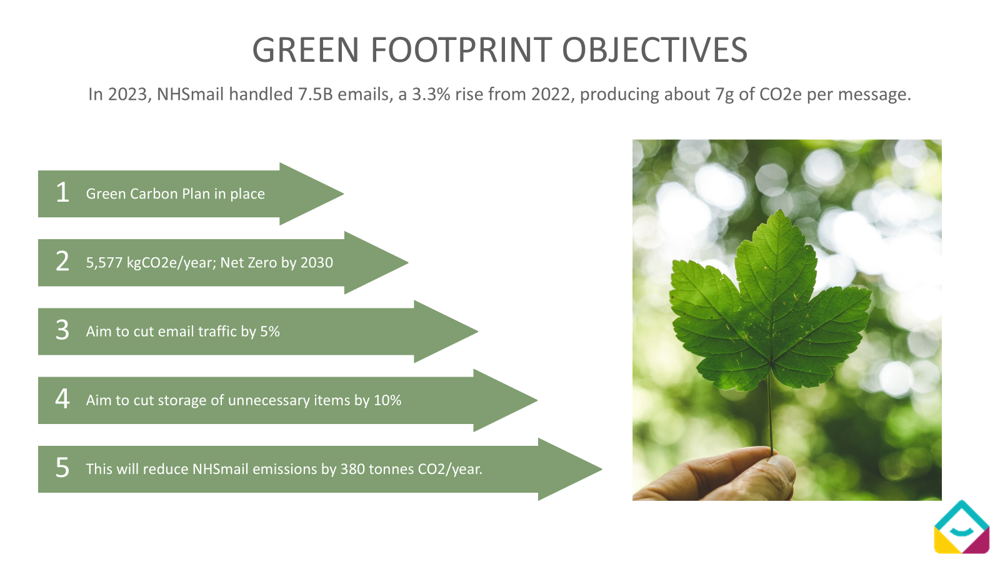 GREEN FOOTPRINT OBJECTIVES
In 2023, NHSmail handled 7.5B emails, a 3.3% rise from 2022, producing about 7g of CO2e per message.
1 Green Carbon Plan in place
2 5,577 kgCO2e/year; Net Zero by 2030
3 Aim to cut email traffic by 5%
4 Aim to cut storage of unnecessary items by 10%
5 This will reduce NHSmail emissions by 380 tonnes CO2/year.